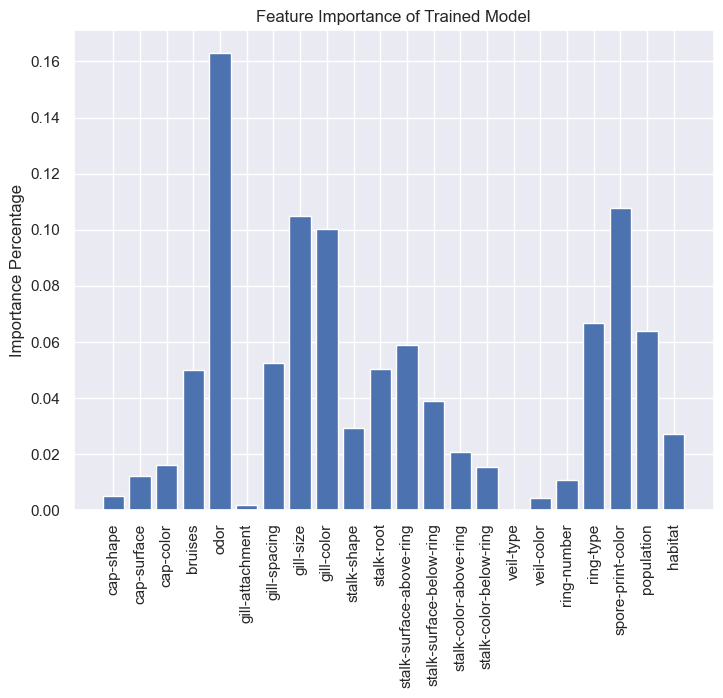 Feature Importance of Trained Model
Importance Percentage
0.16
0.14
0.12
0.10
0.08
0.06
0.04
0.02
0.00
cap-shape
cap-surface
cap-color
bruises
odor
gill-attachment
gill-spacing
gill-size
gill-color
stalk-shape
stalk-root
stalk-surface-above-ring
stalk-surface-below-ring
stalk-color-above-ring
stalk-color-below-ring
veil-type
veil-color
ring-number
ring-type
spore-print-color
population
habitat